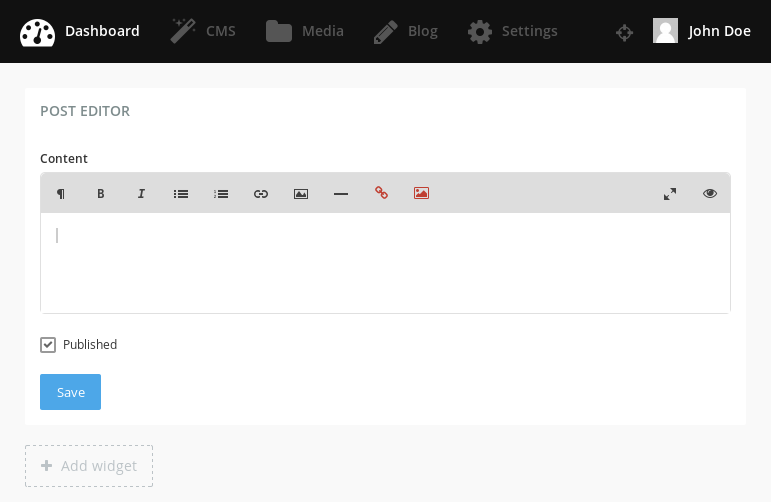 Dashboard CMS Media Blog Settings John Doe
POST EDITOR
Content
¶ B I
Published
Save
Add widget